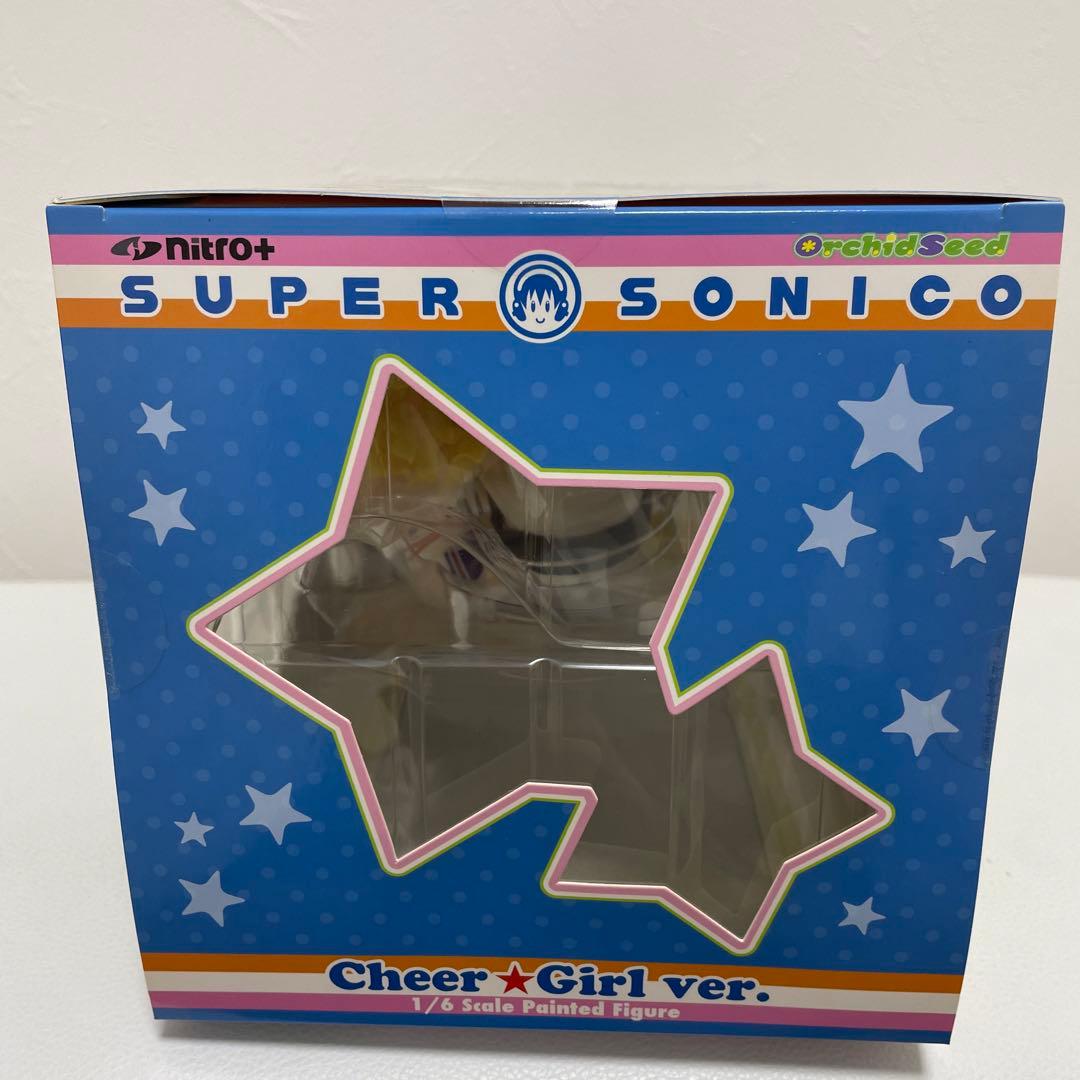 nitro+
OrchidSeed
SUPER SONICO
Cheer★Girl ver.
1/6 Scale Painted Figure